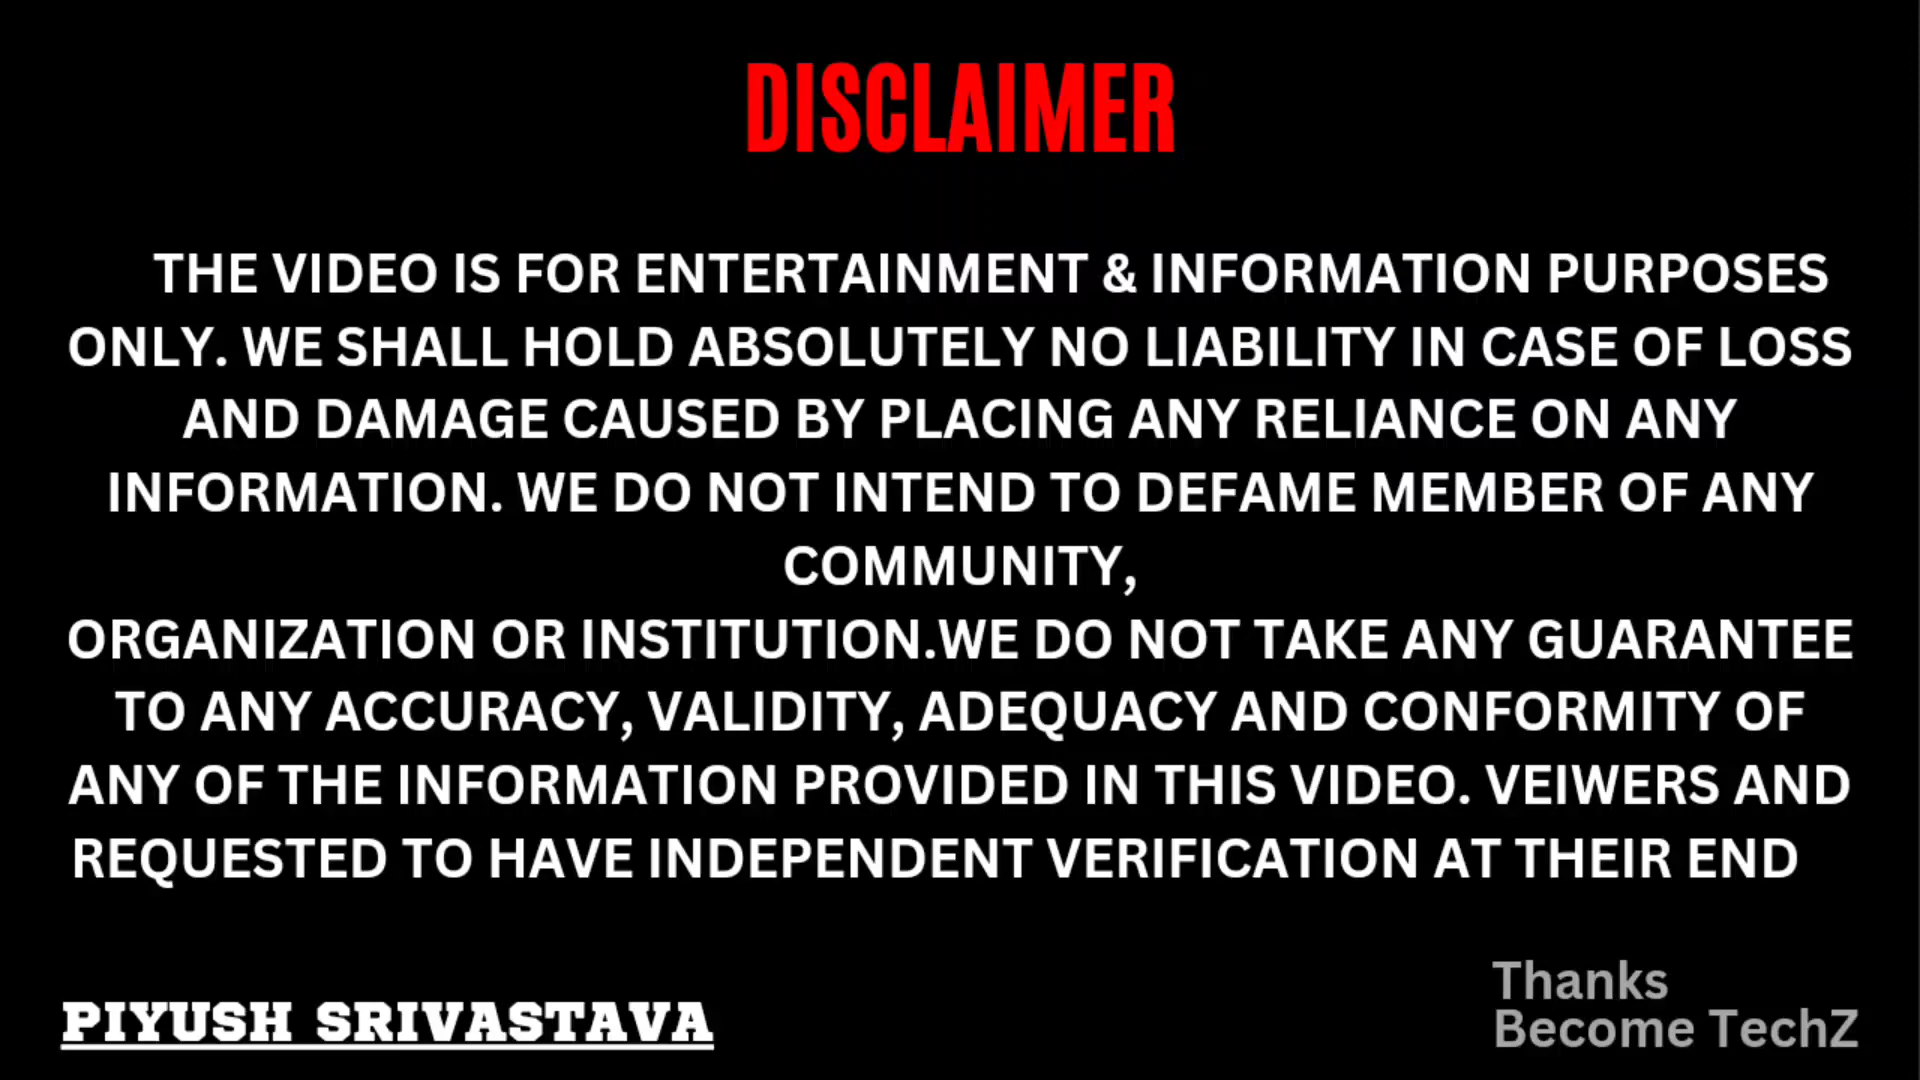 DISCLAIMER
THE VIDEO IS FOR ENTERTAINMENT & INFORMATION PURPOSES
ONLY. WE SHALL HOLD ABSOLUTELY NO LIABILITY IN CASE OF LOSS
AND DAMAGE CAUSED BY PLACING ANY RELIANCE ON ANY
INFORMATION. WE DO NOT INTEND TO DEFAME MEMBER OF ANY
COMMUNITY,
ORGANIZATION OR INSTITUTION.WE DO NOT TAKE ANY GUARANTEE
TO ANY ACCURACY, VALIDITY, ADEQUACY AND CONFORMITY OF
ANY OF THE INFORMATION PROVIDED IN THIS VIDEO. VEIWERS AND
REQUESTED TO HAVE INDEPENDENT VERIFICATION AT THEIR END
PIYUSH SRIVASTAVA
Thanks
Become TechZ